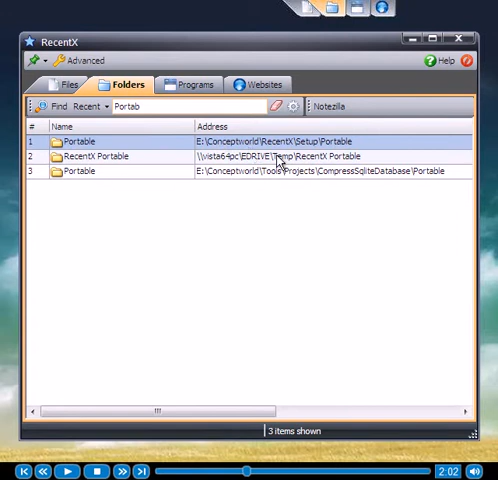 RecentX
Advanced
Help
Files
Folders
Programs
Websites
Find Recent Portab
Notezilla
# Name Address
1 Portable E:\Conceptworld\RecentX\Setup\Portable
2 RecentX Portable \\vista64pc\EDRIVE\Temp\RecentX Portable
3 Portable E:\Conceptworld\Tools\Projects\CompressSqliteDatabase\Portable
3 items shown
2:02